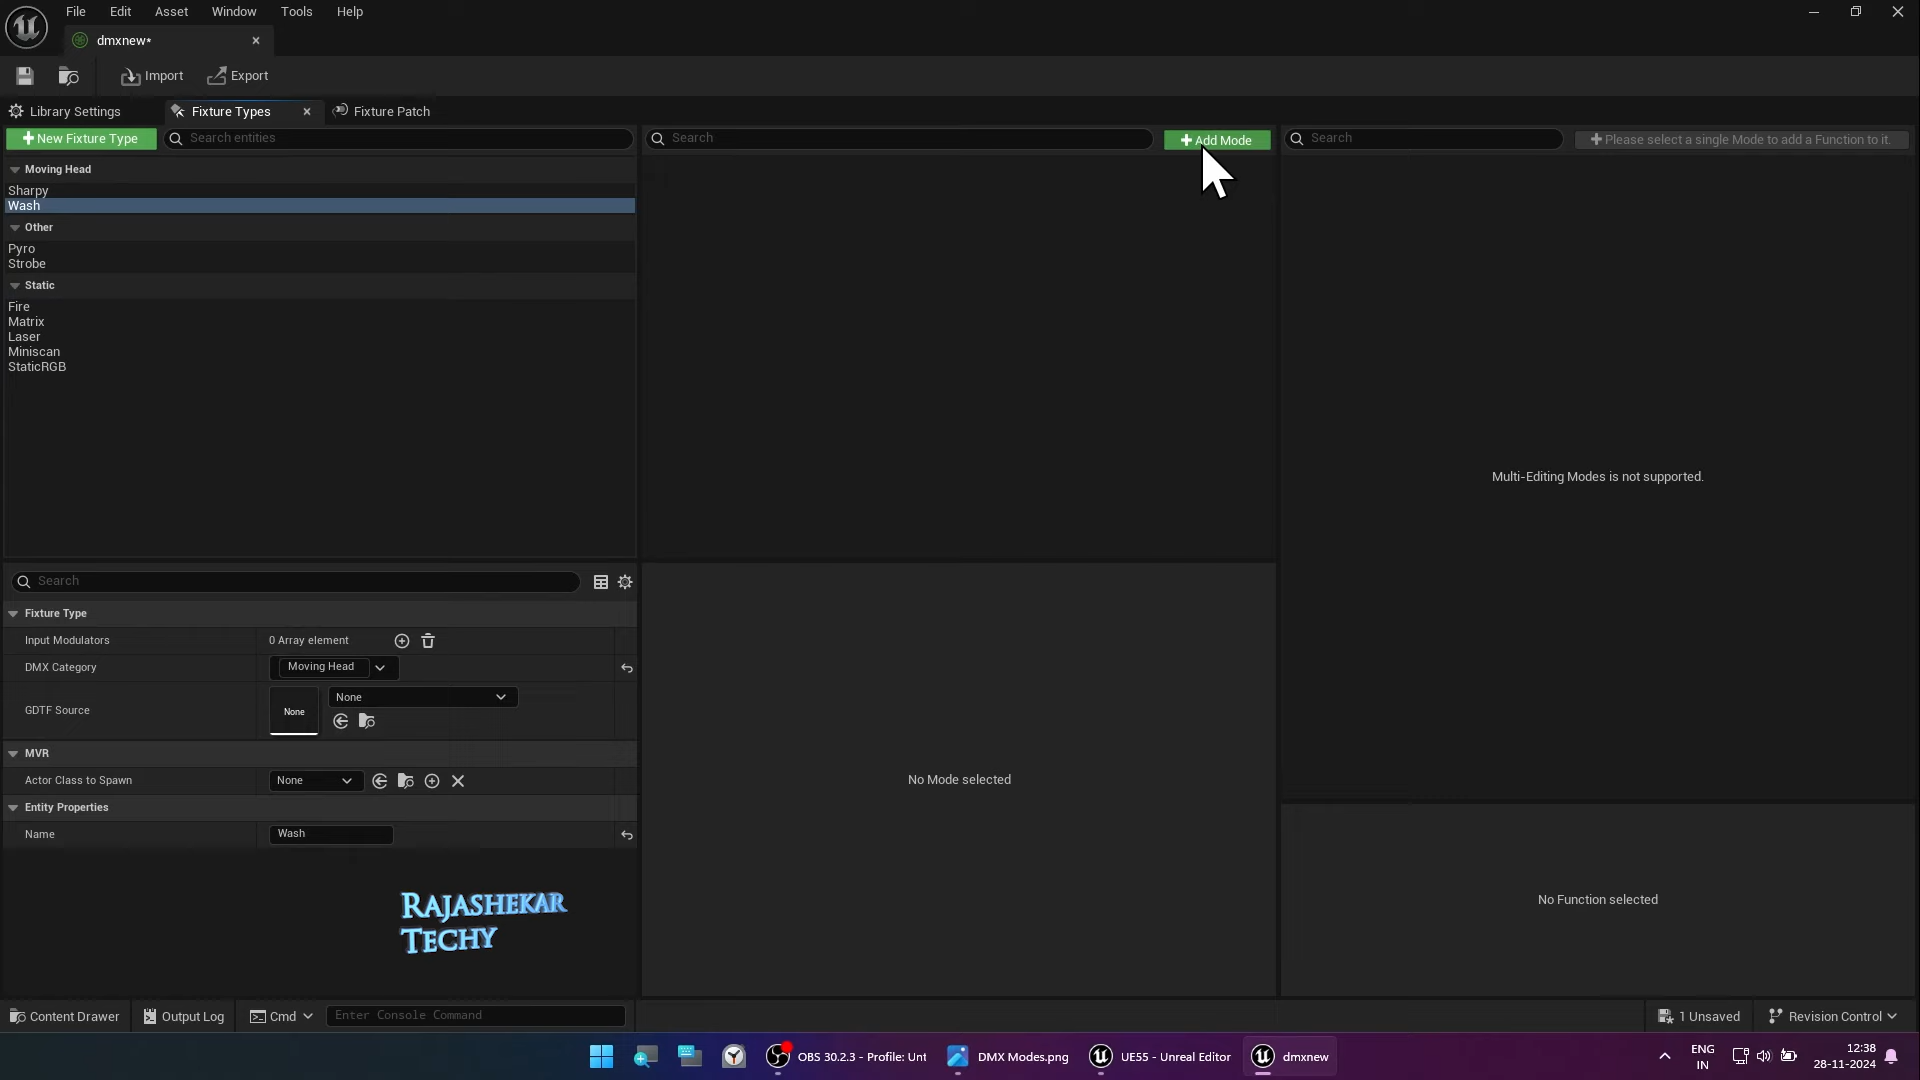 File Edit Asset Window Tools Help
dmxnew*
Import Export
Library Settings Fixture Types Fixture Patch
New Fixture Type Search entities Search Add Mode Search Please select a single Mode to add a Function to it.
Moving Head
Sharpy
Wash
Other
Pyro
Strobe
Static
Fire
Matrix
Laser
Miniscan
StaticRGB
Multi-Editing Modes is not supported.
Search
Fixture Type
Input Modulators 0 Array element
DMX Category Moving Head
GDTF Source None None
MVR
Actor Class to Spawn None
No Mode selected
Entity Properties
Name Wash
No Function selected
RAJASHEKAR
TECHY
Content Drawer Output Log Cmd Enter Console Command 1 Unsaved Revision Control
OBS 30.2.3 - Profile: Unt DMX Modes.png UE55 - Unreal Editor dmxnew
ENG
IN
12:38
28-11-2024